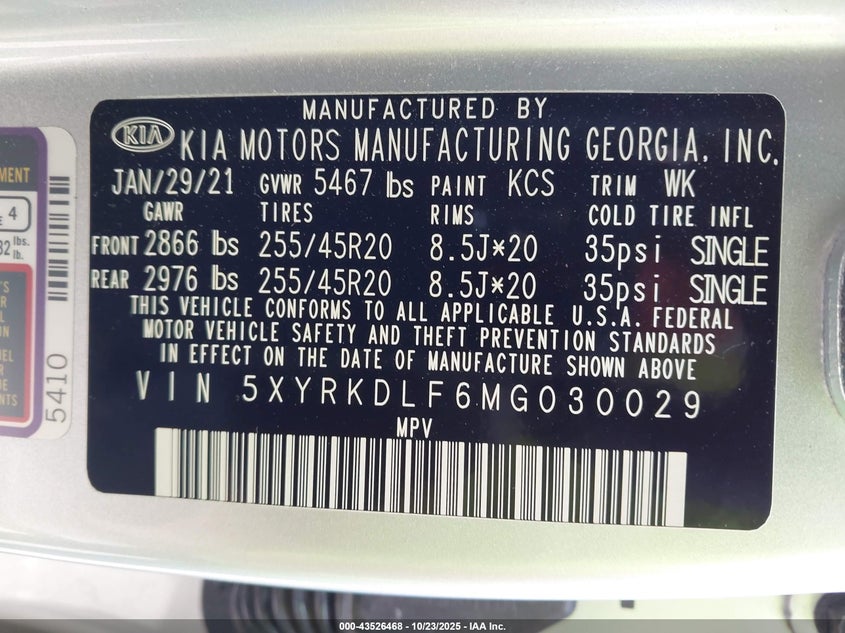 MANUFACTURED BY
KIA KIA MOTORS MANUFACTURING GEORGIA, INC.
JAN/29/21 GVWR 5467 lbs PAINT KCS TRIM WK
GAWR TIRES RIMS COLD TIRE INFL
FRONT 2866 lbs 255/45R20 8.5J*20 35psi SINGLE
REAR 2976 lbs 255/45R20 8.5J*20 35psi SINGLE
THIS VEHICLE CONFORMS TO ALL APPLICABLE U.S.A. FEDERAL
MOTOR VEHICLE SAFETY AND THEFT PREVENTION STANDARDS
IN EFFECT ON THE DATE OF MANUFACTURE SHOWN ABOVE
VIN 5XYRKDLF6MG030029
MPV
4
lbs.
lb.
5410
000-43526468 | 10/23/2025 - IAA Inc.